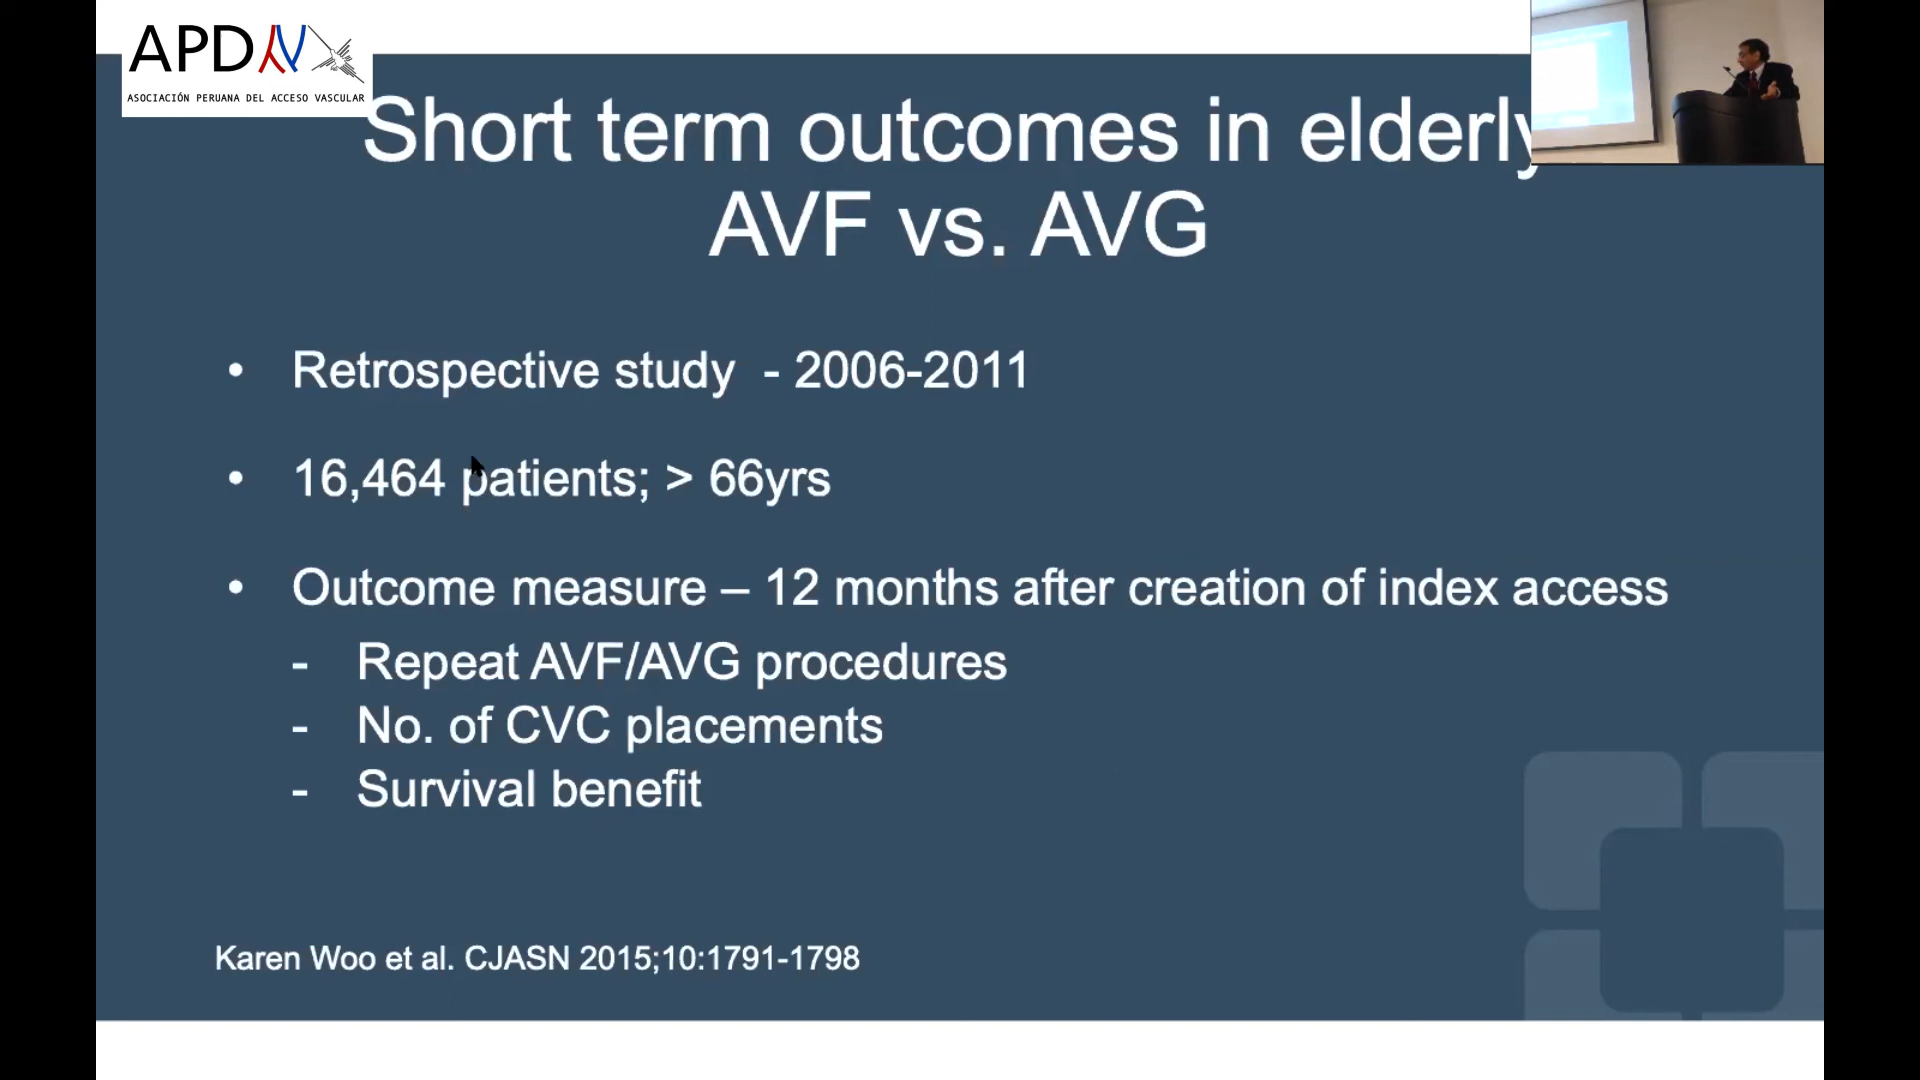 APDAV
ASOCIACIÓN PERUANA DEL ACCESO VASCULAR
Short term outcomes in elderly
AVF vs. AVG
• Retrospective study - 2006-2011
• 16,464 patients; > 66yrs
• Outcome measure – 12 months after creation of index access
- Repeat AVF/AVG procedures
- No. of CVC placements
- Survival benefit
Karen Woo et al. CJASN 2015;10:1791-1798